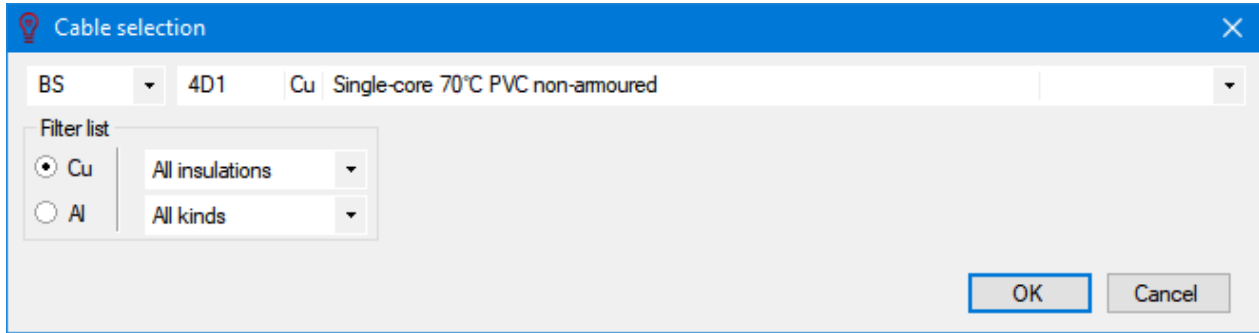 Cable selection
BS 4D1 Cu Single-core 70°C PVC non-armoured
Filter list
Cu All insulations
Al All kinds
OK Cancel